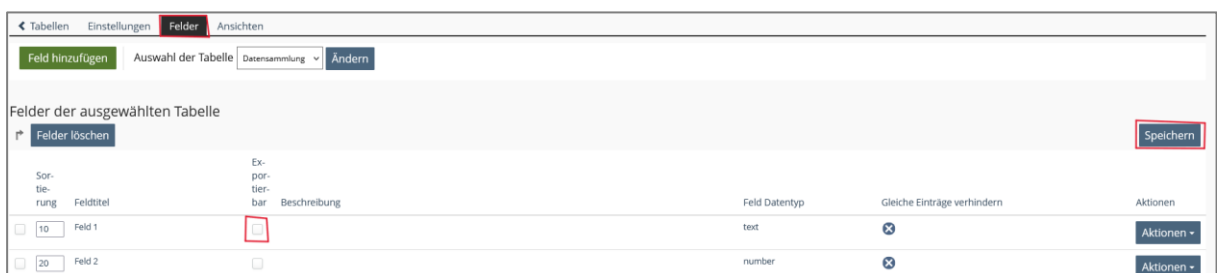 Tabellen Einstellungen Felder Ansichten
Feld hinzufügen Auswahl der Tabelle Datensammlung Ändern
Felder der ausgewählten Tabelle
Felder löschen Speichern
Sor-
tie-
rung Feldtitel Ex-
por-
tier-
bar Beschreibung Feld Datentyp Gleiche Einträge verhindern Aktionen
10 Feld 1 text Aktionen
20 Feld 2 number Aktionen